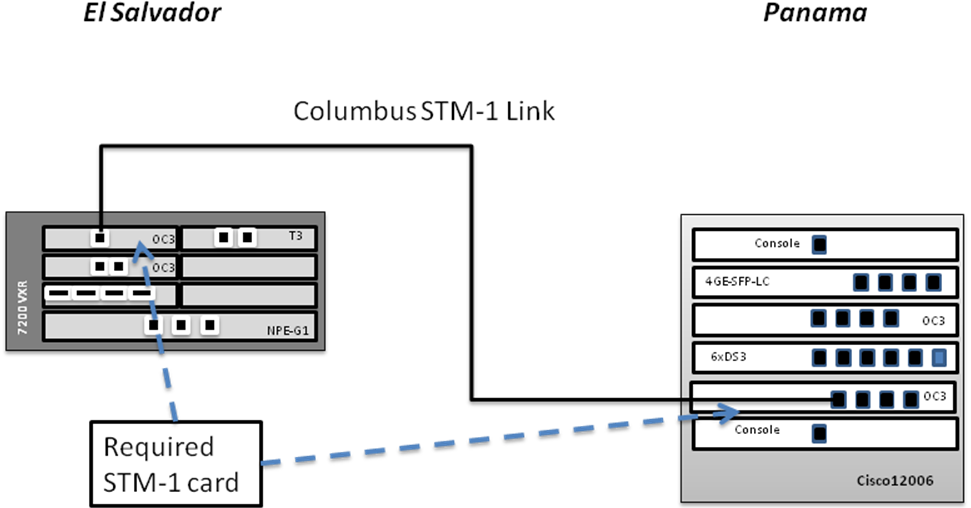 El Salvador
Panama
Columbus STM-1 Link
7200 VXR
OC3
T3
OC3
NPE-G1
Console
4GE-SFP-LC
OC3
6xDS3
OC3
Console
Cisco12006
Required
STM-1 card